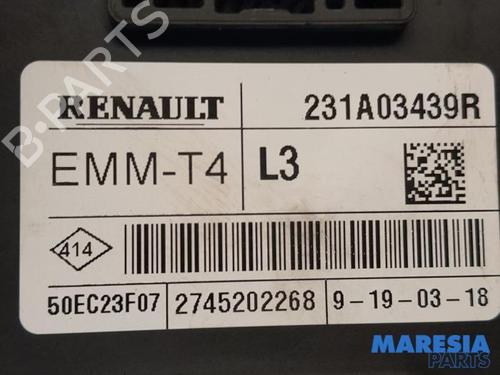 RENAULT 231A03439R
EMM-T4 L3
414
50EC23F07 2745202268 9-19-03-18
B-PARTS
MARESIA
Parts